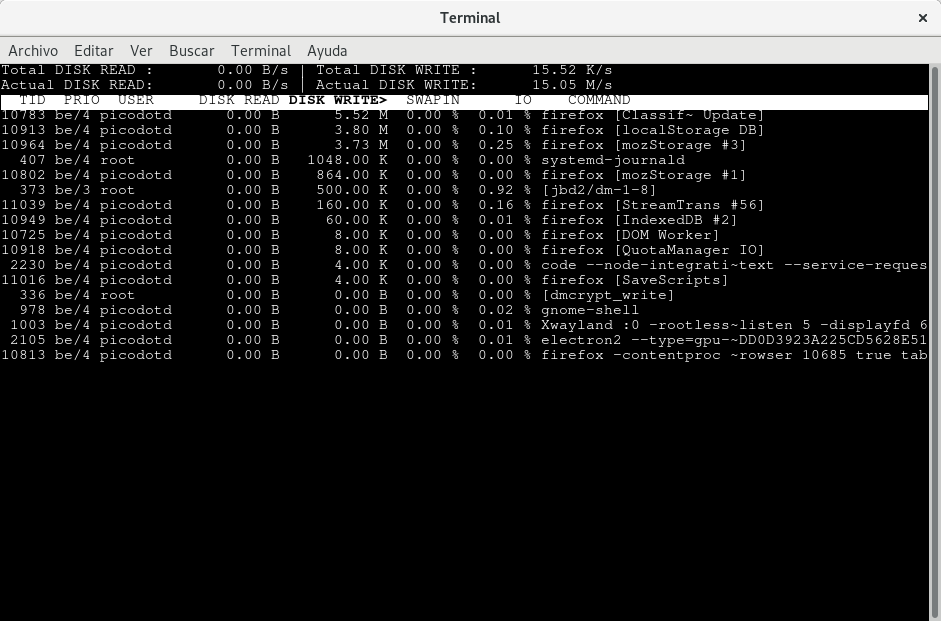 Terminal
Archivo Editar Ver Buscar Terminal Ayuda
Total DISK READ : 0.00 B/s | Total DISK WRITE : 15.52 K/s
Actual DISK READ: 0.00 B/s | Actual DISK WRITE: 15.05 M/s
TID PRIO USER DISK READ DISK WRITE> SWAPIN IO COMMAND
10783 be/4 picodotd 0.00 B 5.52 M 0.00 % 0.01 % firefox [Classif~ Update]
10913 be/4 picodotd 0.00 B 3.80 M 0.00 % 0.10 % firefox [localStorage DB]
10964 be/4 picodotd 0.00 B 3.73 M 0.00 % 0.25 % firefox [mozStorage #3]
407 be/4 root 0.00 B 1048.00 K 0.00 % 0.00 % systemd-journald
10802 be/4 picodotd 0.00 B 864.00 K 0.00 % 0.00 % firefox [mozStorage #1]
373 be/3 root 0.00 B 500.00 K 0.00 % 0.92 % [jbd2/dm-1-8]
11039 be/4 picodotd 0.00 B 160.00 K 0.00 % 0.16 % firefox [StreamTrans #56]
10949 be/4 picodotd 0.00 B 60.00 K 0.00 % 0.01 % firefox [IndexedDB #2]
10725 be/4 picodotd 0.00 B 8.00 K 0.00 % 0.00 % firefox [DOM Worker]
10918 be/4 picodotd 0.00 B 8.00 K 0.00 % 0.00 % firefox [QuotaManager IO]
2230 be/4 picodotd 0.00 B 4.00 K 0.00 % 0.00 % code --node-integrati~text --service-reques
11016 be/4 picodotd 0.00 B 4.00 K 0.00 % 0.00 % firefox [SaveScripts]
336 be/4 root 0.00 B 0.00 B 0.00 % 0.00 % [dmcrypt_write]
978 be/4 picodotd 0.00 B 0.00 B 0.00 % 0.02 % gnome-shell
1003 be/4 picodotd 0.00 B 0.00 B 0.00 % 0.01 % Xwayland :0 -rootless~listen 5 -displayfd 6
2105 be/4 picodotd 0.00 B 0.00 B 0.00 % 0.01 % electron2 --type=gpu-~DD0D3923A225CD5628E51
10813 be/4 picodotd 0.00 B 0.00 B 0.00 % 0.00 % firefox -contentproc ~rowser 10685 true tab